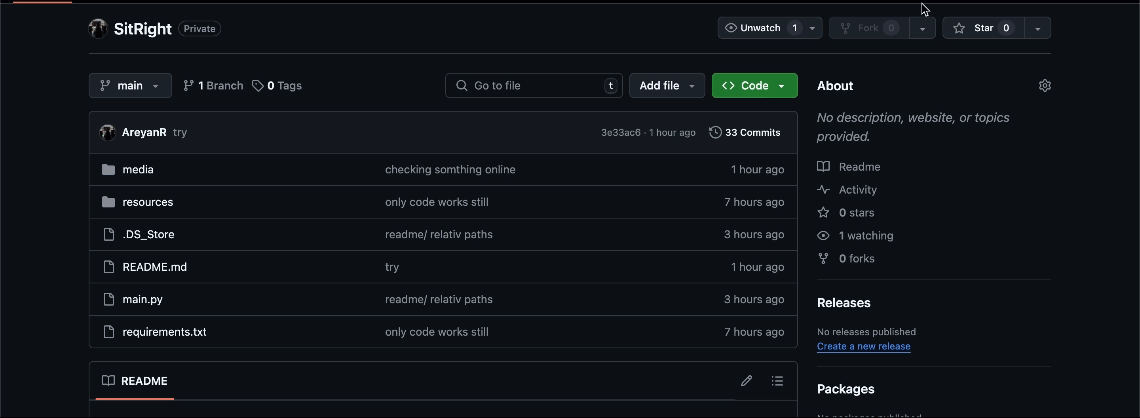 SitRight Private
Unwatch 1
Fork 0
Star 0
main
1 Branch
0 Tags
Go to file t
Add file
<> Code
AreyanR try 3e33ac6 · 1 hour ago 33 Commits
media checking somthing online 1 hour ago
resources only code works still 7 hours ago
.DS_Store readme/ relativ paths 3 hours ago
README.md try 1 hour ago
main.py readme/ relativ paths 3 hours ago
requirements.txt only code works still 7 hours ago
README
About
No description, website, or topics
provided.
Readme
Activity
0 stars
1 watching
0 forks
Releases
No releases published
Create a new release
Packages